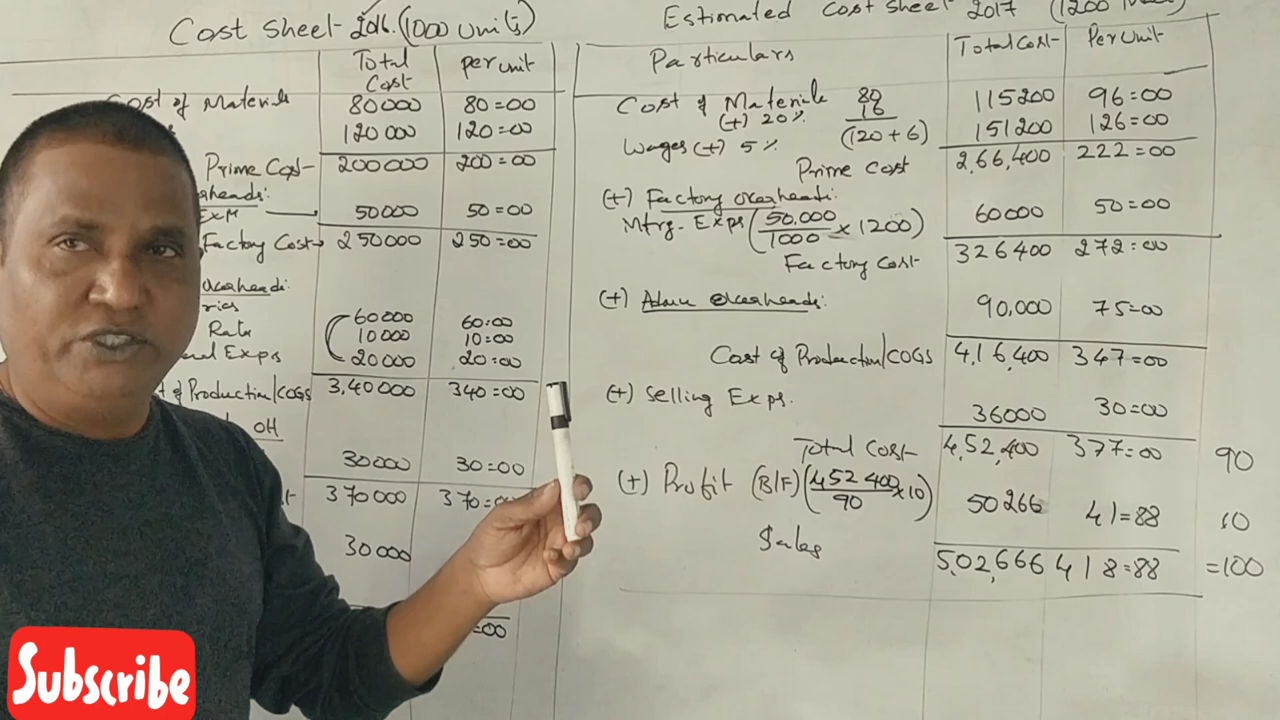 Cost Sheet- 2016. (1000 Units)
Total Cost
per unit
Cost of Materials 80000 80=00
120000 120=00
Prime Cost- 200000 200=00
50000 50=00
Factory Cost 250000 250=00
60000 60=00
Rate 10000 10=00
Exps 20000 20=00
of Production/COGS 3,40000 340=00
OH
30000 30=00
370000 370=
30000
=00
Estimated Cost Sheet 2017 (1200
Particulars
Total Cost-
Per Unit
Cost of Materials 80 115200 96=00
(+) 20% 16
Wages (+) 5% (120+6) 151200 126=00
Prime Cost 2,66,400 222=00
(+) Factory overheads:
Mfrg. Exps (50.000/1000 x 1200) 60000 50=00
Factory Cost 326400 272=00
(+) Admn overheads: 90,000 75=00
Cost of Production/COGS 4,16,400 347=00
(+) Selling Exps. 36000 30=00
Total Cost 4,52,400 377=00 90
(+) Profit (B/F) (452400/90 x10) 50266 41=88 10
Sales 5,02,666 418=88 =100
Subscribe